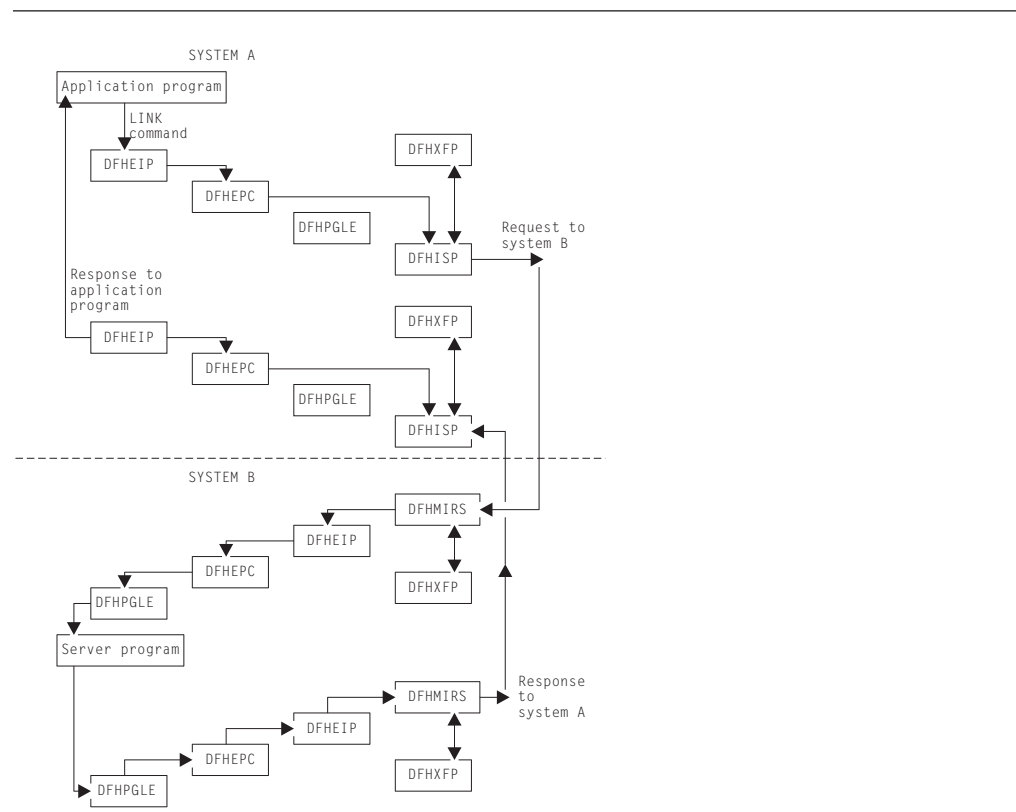 SYSTEM A
Application program
LINK
command
DFHEIP
DFHXFP
DFHEPC
DFHPGLE
Request to
system B
DFHISP
Response to
application
program
DFHEIP
DFHXFP
DFHEPC
DFHPGLE
DFHISP
SYSTEM B
DFHMIRS
DFHEIP
DFHEPC
DFHXFP
DFHPGLE
Server program
DFHMIRS
Response
to
system A
DFHEIP
DFHEPC
DFHXFP
DFHPGLE